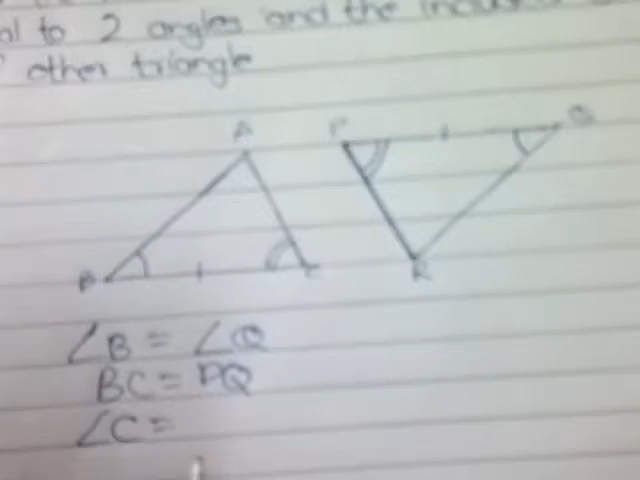 to 2 angles and the
other triangle
A P Q
B C R
∠B = ∠Q
BC = PQ
∠C =